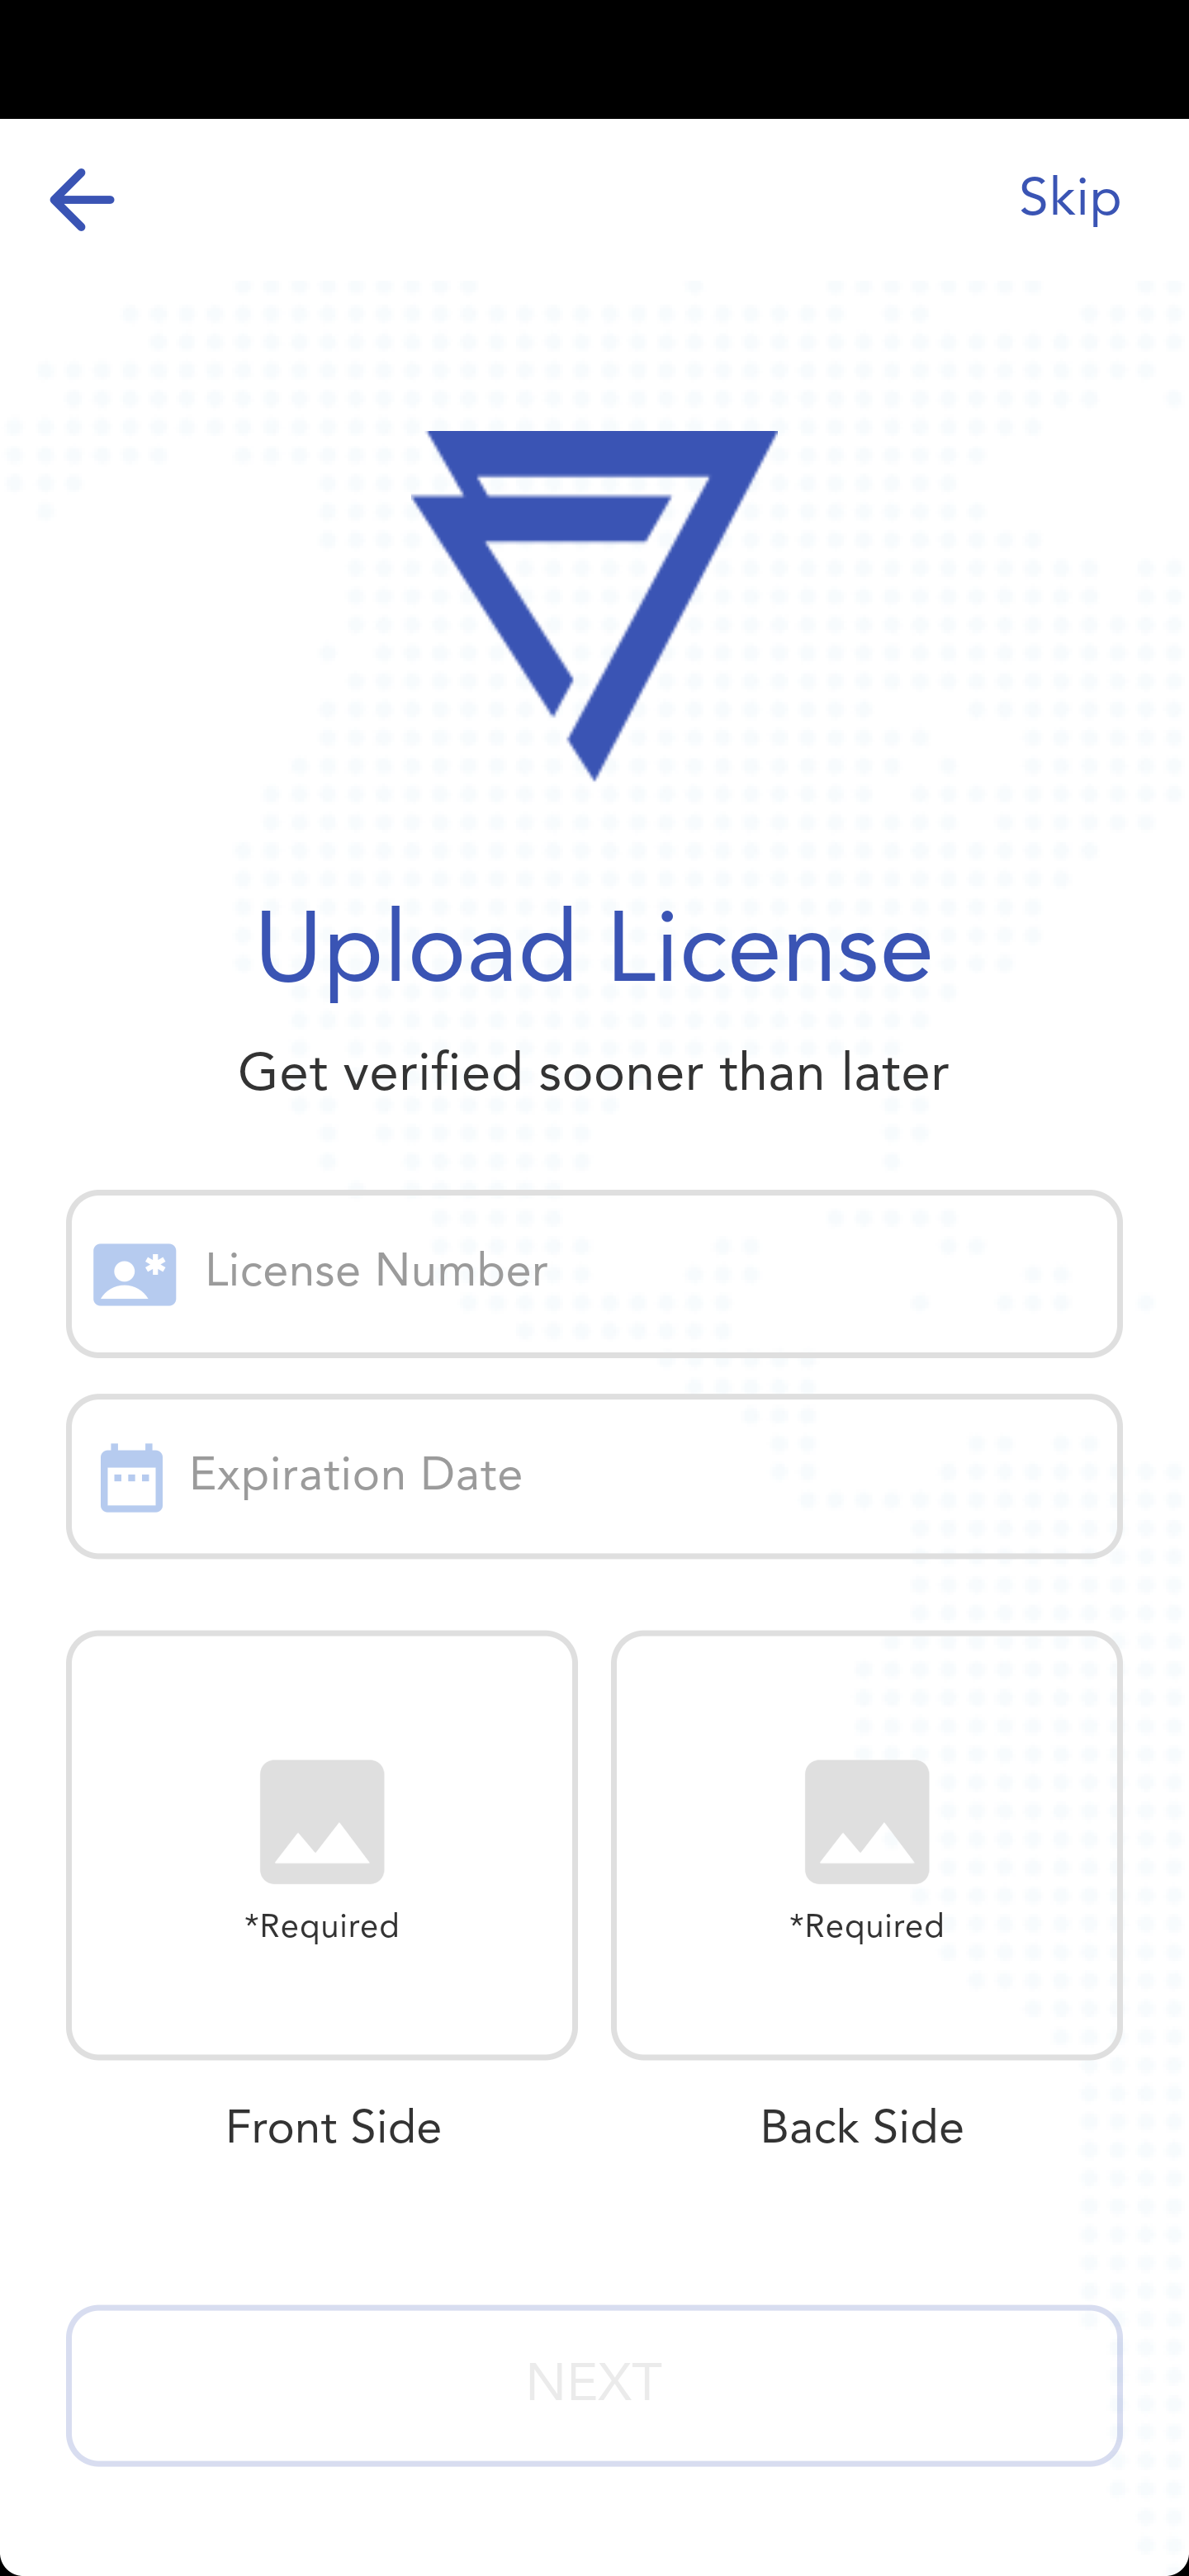 Skip
Upload License
Get verified sooner than later
License Number
Expiration Date
*Required
*Required
Front Side
Back Side
NEXT